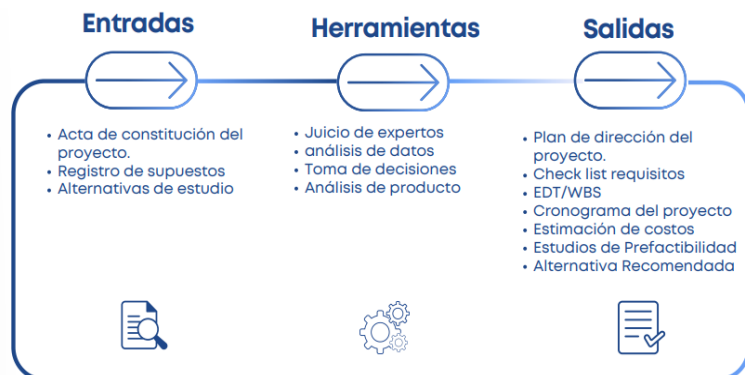 Entradas
• Acta de constitución del
proyecto.
• Registro de supuestos
• Alternativas de estudio
Herramientas
• Juicio de expertos
• análisis de datos
• Toma de decisiones
• Análisis de producto
Salidas
• Plan de dirección del
proyecto.
• Check list requisitos
• EDT/WBS
• Cronograma del proyecto
• Estimación de costos
• Estudios de Prefactibilidad
• Alternativa Recomendada